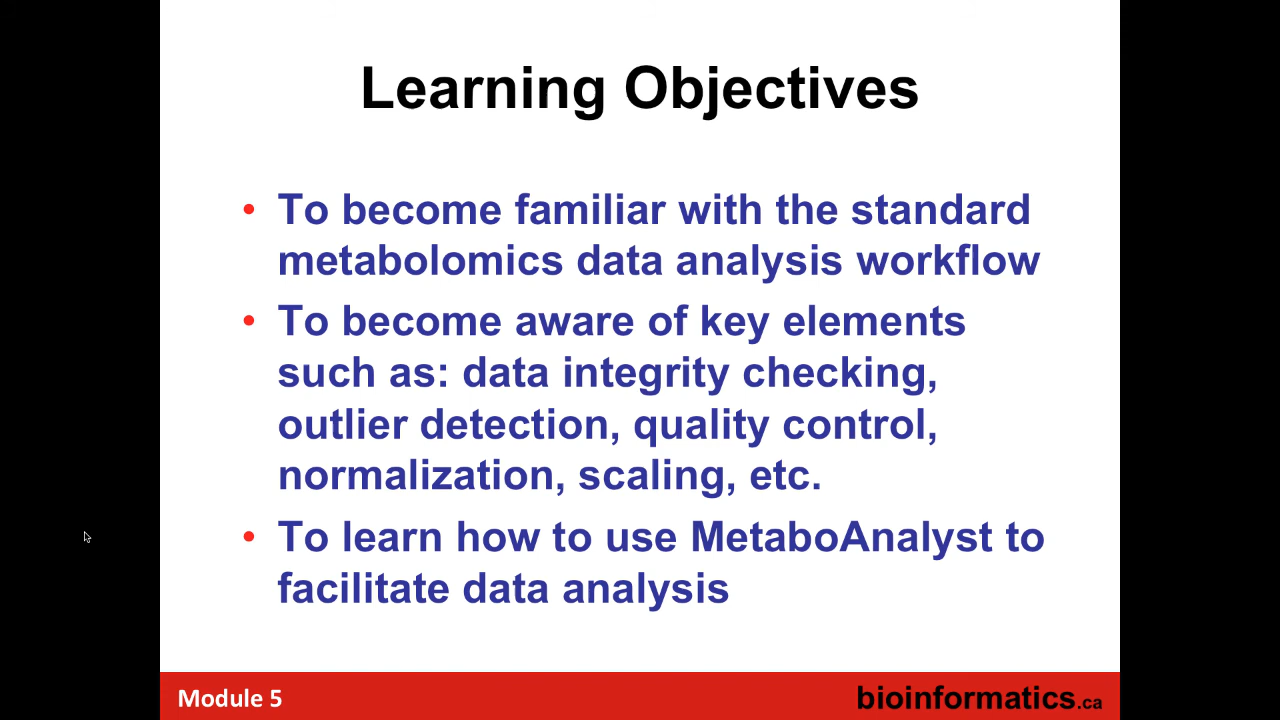 Learning Objectives
• To become familiar with the standard
metabolomics data analysis workflow
• To become aware of key elements
such as: data integrity checking,
outlier detection, quality control,
normalization, scaling, etc.
• To learn how to use MetaboAnalyst to
facilitate data analysis
Module 5
bioinformatics.ca